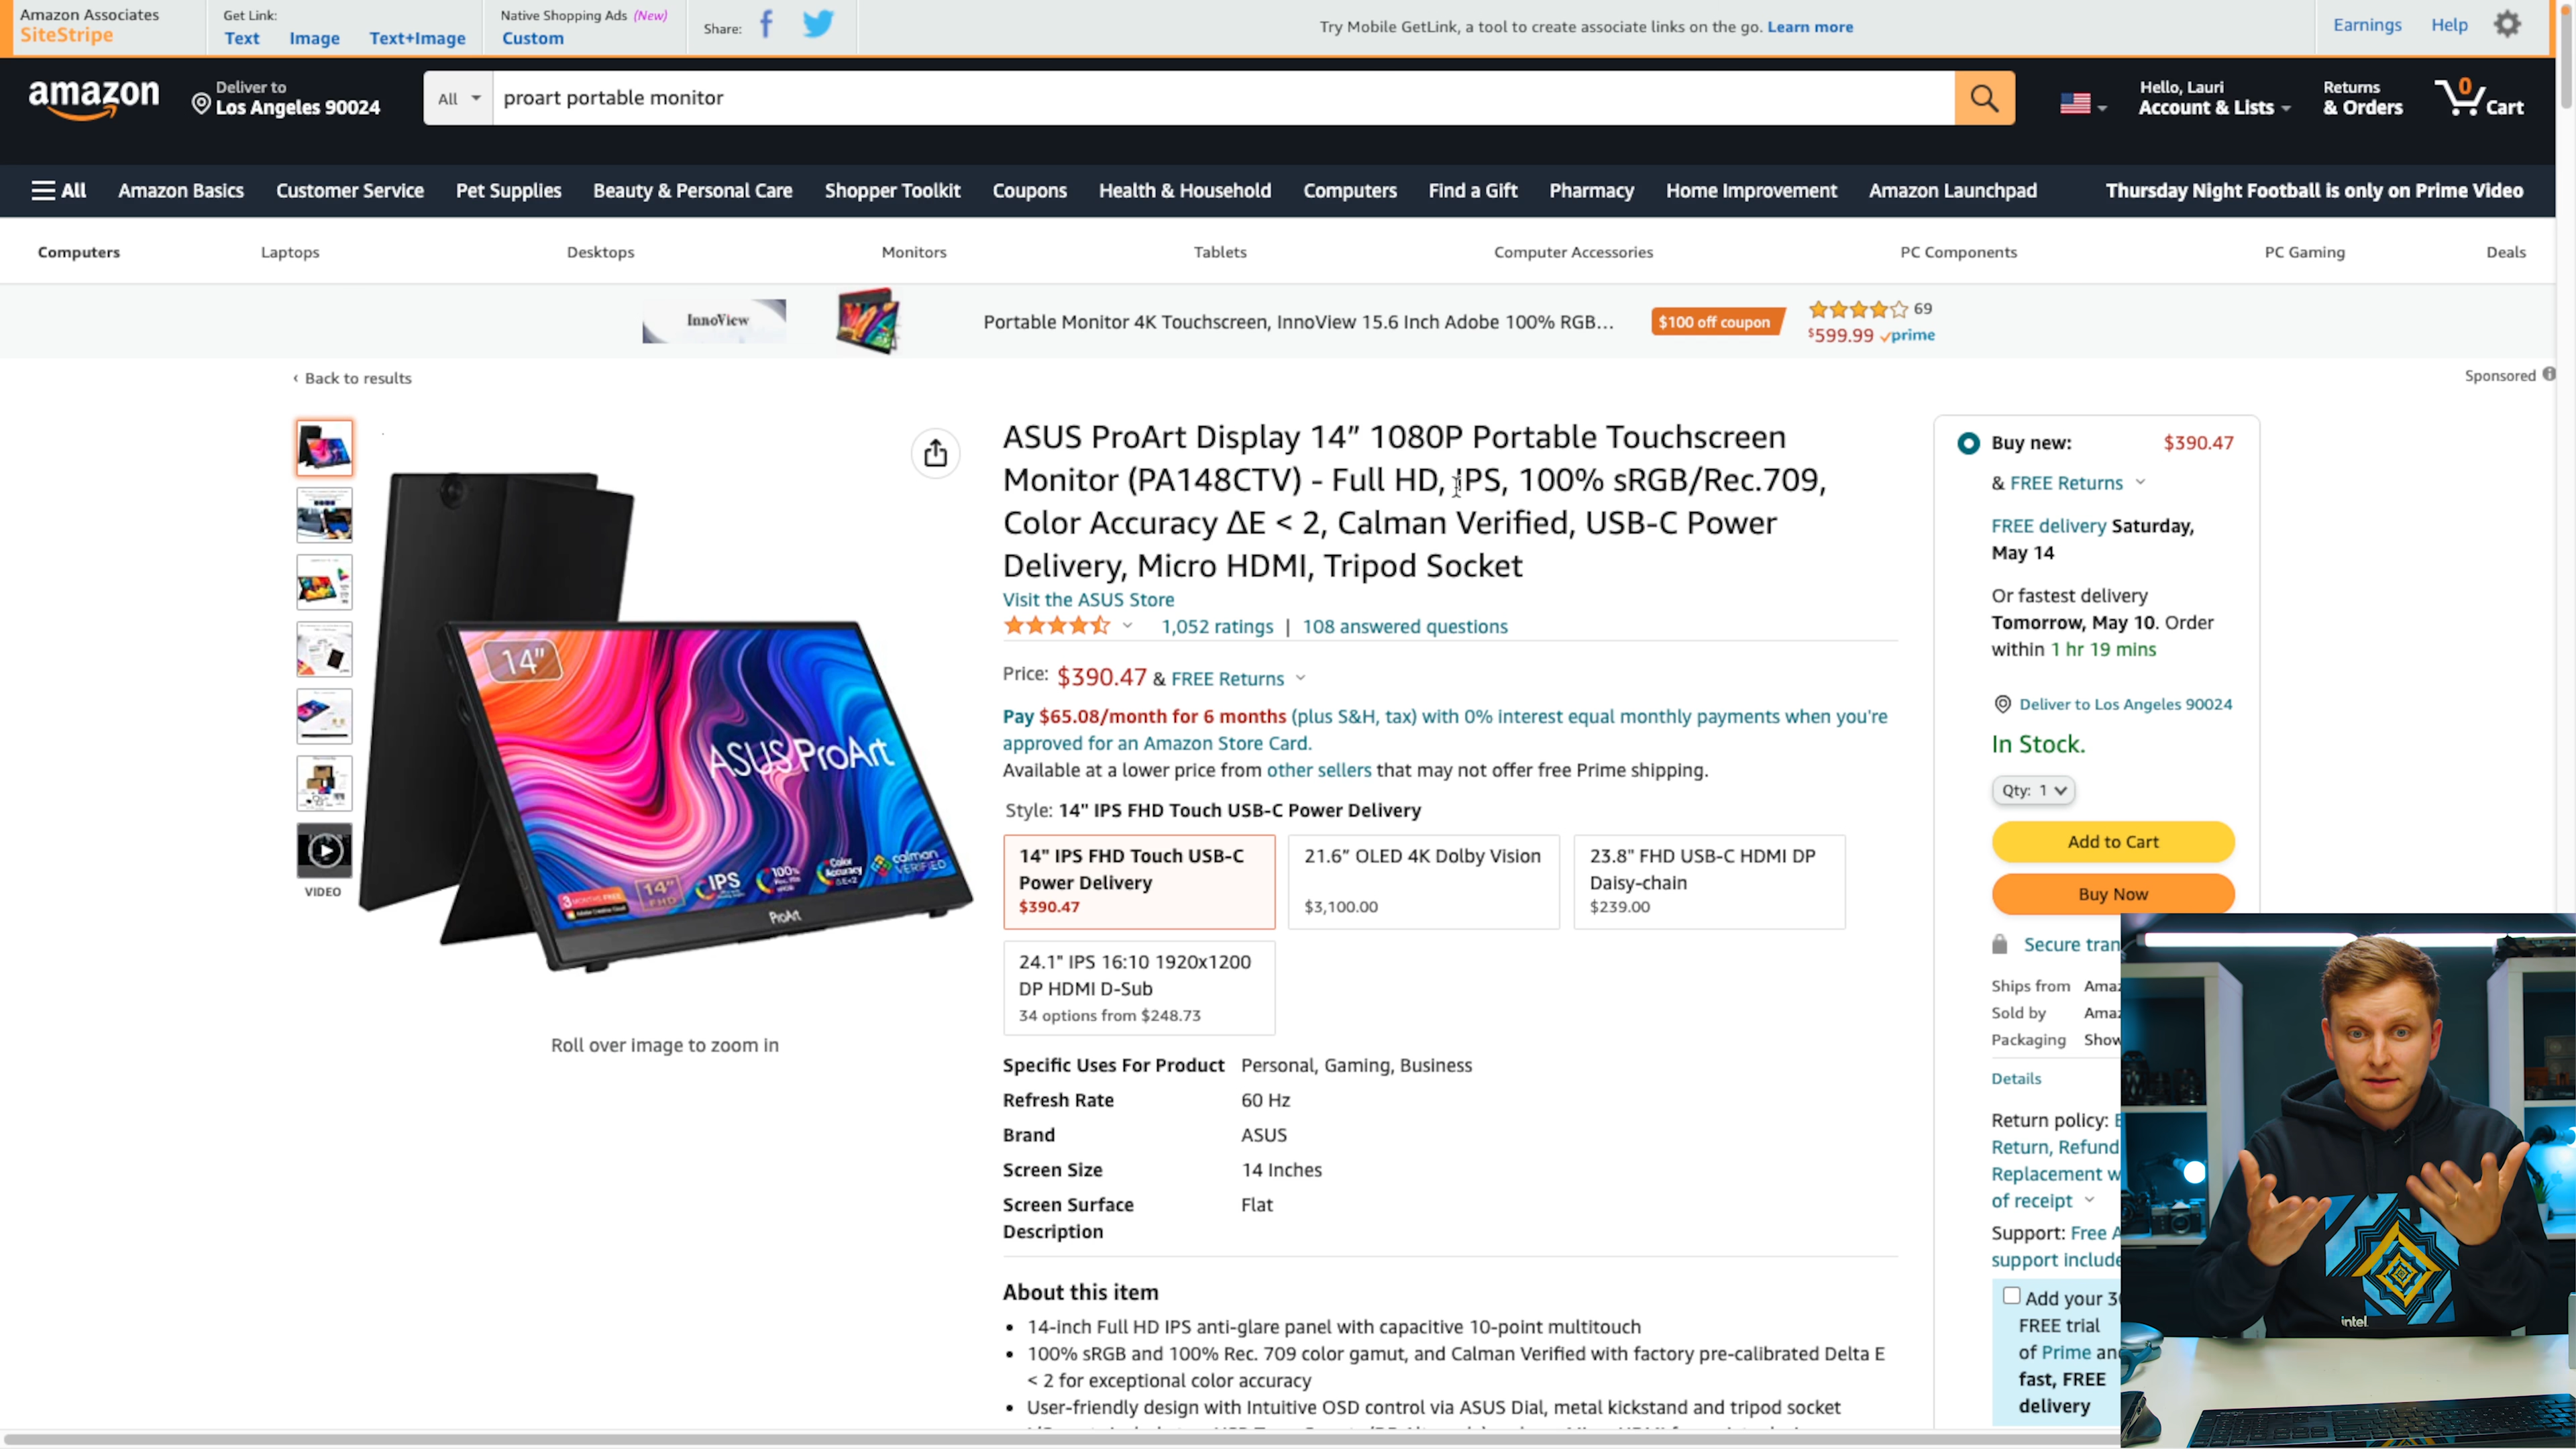 Amazon Associates
SiteStripe
Get Link:
Text Image Text+Image
Native Shopping Ads (New)
Custom
Share:
Try Mobile GetLink, a tool to create associate links on the go. Learn more
Earnings Help
amazon
Deliver to
Los Angeles 90024
All
proart portable monitor
Hello, Lauri
Account & Lists
Returns
& Orders
0
Cart
All Amazon Basics Customer Service Pet Supplies Beauty & Personal Care Shopper Toolkit Coupons Health & Household Computers Find a Gift Pharmacy Home Improvement Amazon Launchpad Thursday Night Football is only on Prime Video
Computers Laptops Desktops Monitors Tablets Computer Accessories PC Components PC Gaming Deals
InnoView
Portable Monitor 4K Touchscreen, InnoView 15.6 Inch Adobe 100% RGB...
$100 off coupon
69
$599.99 prime
‹ Back to results
Sponsored
14"
ASUS ProArt
3 MONTHS FREE
14"
FHD
IPS
100%
Color
Accuracy
ΔE<2
calman
VERIFIED
ProArt
VIDEO
Roll over image to zoom in
ASUS ProArt Display 14” 1080P Portable Touchscreen
Monitor (PA148CTV) - Full HD, IPS, 100% sRGB/Rec.709,
Color Accuracy ΔE < 2, Calman Verified, USB-C Power
Delivery, Micro HDMI, Tripod Socket
Visit the ASUS Store
1,052 ratings | 108 answered questions
Price: $390.47 & FREE Returns
Pay $65.08/month for 6 months (plus S&H, tax) with 0% interest equal monthly payments when you're
approved for an Amazon Store Card.
Available at a lower price from other sellers that may not offer free Prime shipping.
Style: 14" IPS FHD Touch USB-C Power Delivery
14" IPS FHD Touch USB-C
Power Delivery
$390.47
21.6” OLED 4K Dolby Vision
$3,100.00
23.8" FHD USB-C HDMI DP
Daisy-chain
$239.00
24.1" IPS 16:10 1920x1200
DP HDMI D-Sub
34 options from $248.73
Specific Uses For Product Personal, Gaming, Business
Refresh Rate 60 Hz
Brand ASUS
Screen Size 14 Inches
Screen Surface Flat
Description
About this item
• 14-inch Full HD IPS anti-glare panel with capacitive 10-point multitouch
• 100% sRGB and 100% Rec. 709 color gamut, and Calman Verified with factory pre-calibrated Delta E
< 2 for exceptional color accuracy
• User-friendly design with Intuitive OSD control via ASUS Dial, metal kickstand and tripod socket
Buy new: $390.47
& FREE Returns
FREE delivery Saturday,
May 14
Or fastest delivery
Tomorrow, May 10. Order
within 1 hr 19 mins
Deliver to Los Angeles 90024
In Stock.
Qty: 1
Add to Cart
Buy Now
Secure tran
Ships from Amaz
Sold by Amaz
Packaging Show
Details
Return policy: E
Return, Refund
Replacement w
of receipt
Support: Free A
support include
Add your 30
FREE trial
of Prime and
fast, FREE
delivery
intel